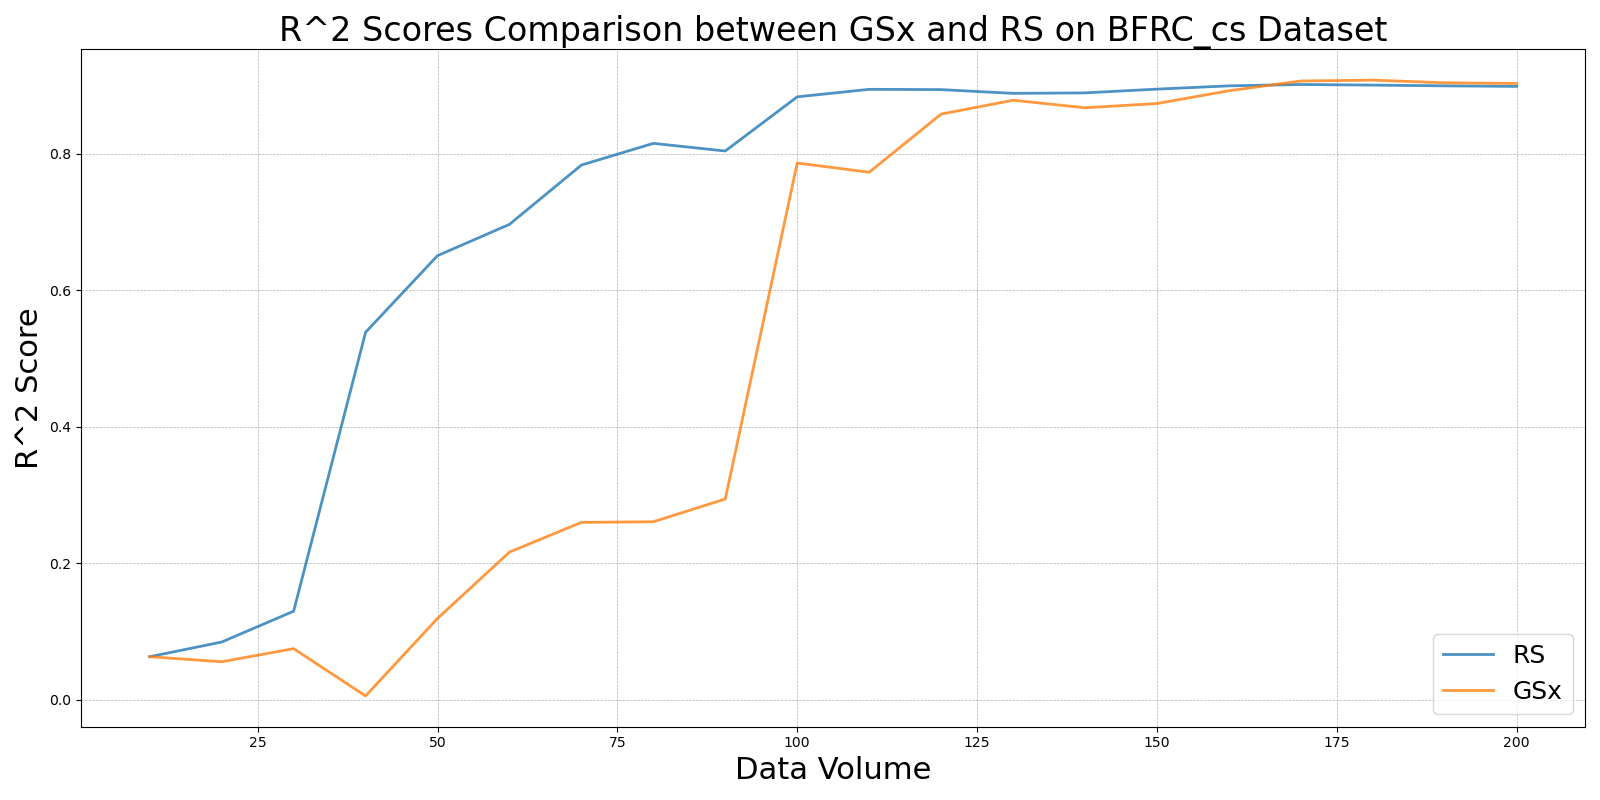 R^2 Scores Comparison between GSx and RS on BFRC_cs Dataset
R^2 Score
0.8
0.6
0.4
0.2
0.0
RS
GSx
25 50 75 100 125 150 175 200
Data Volume